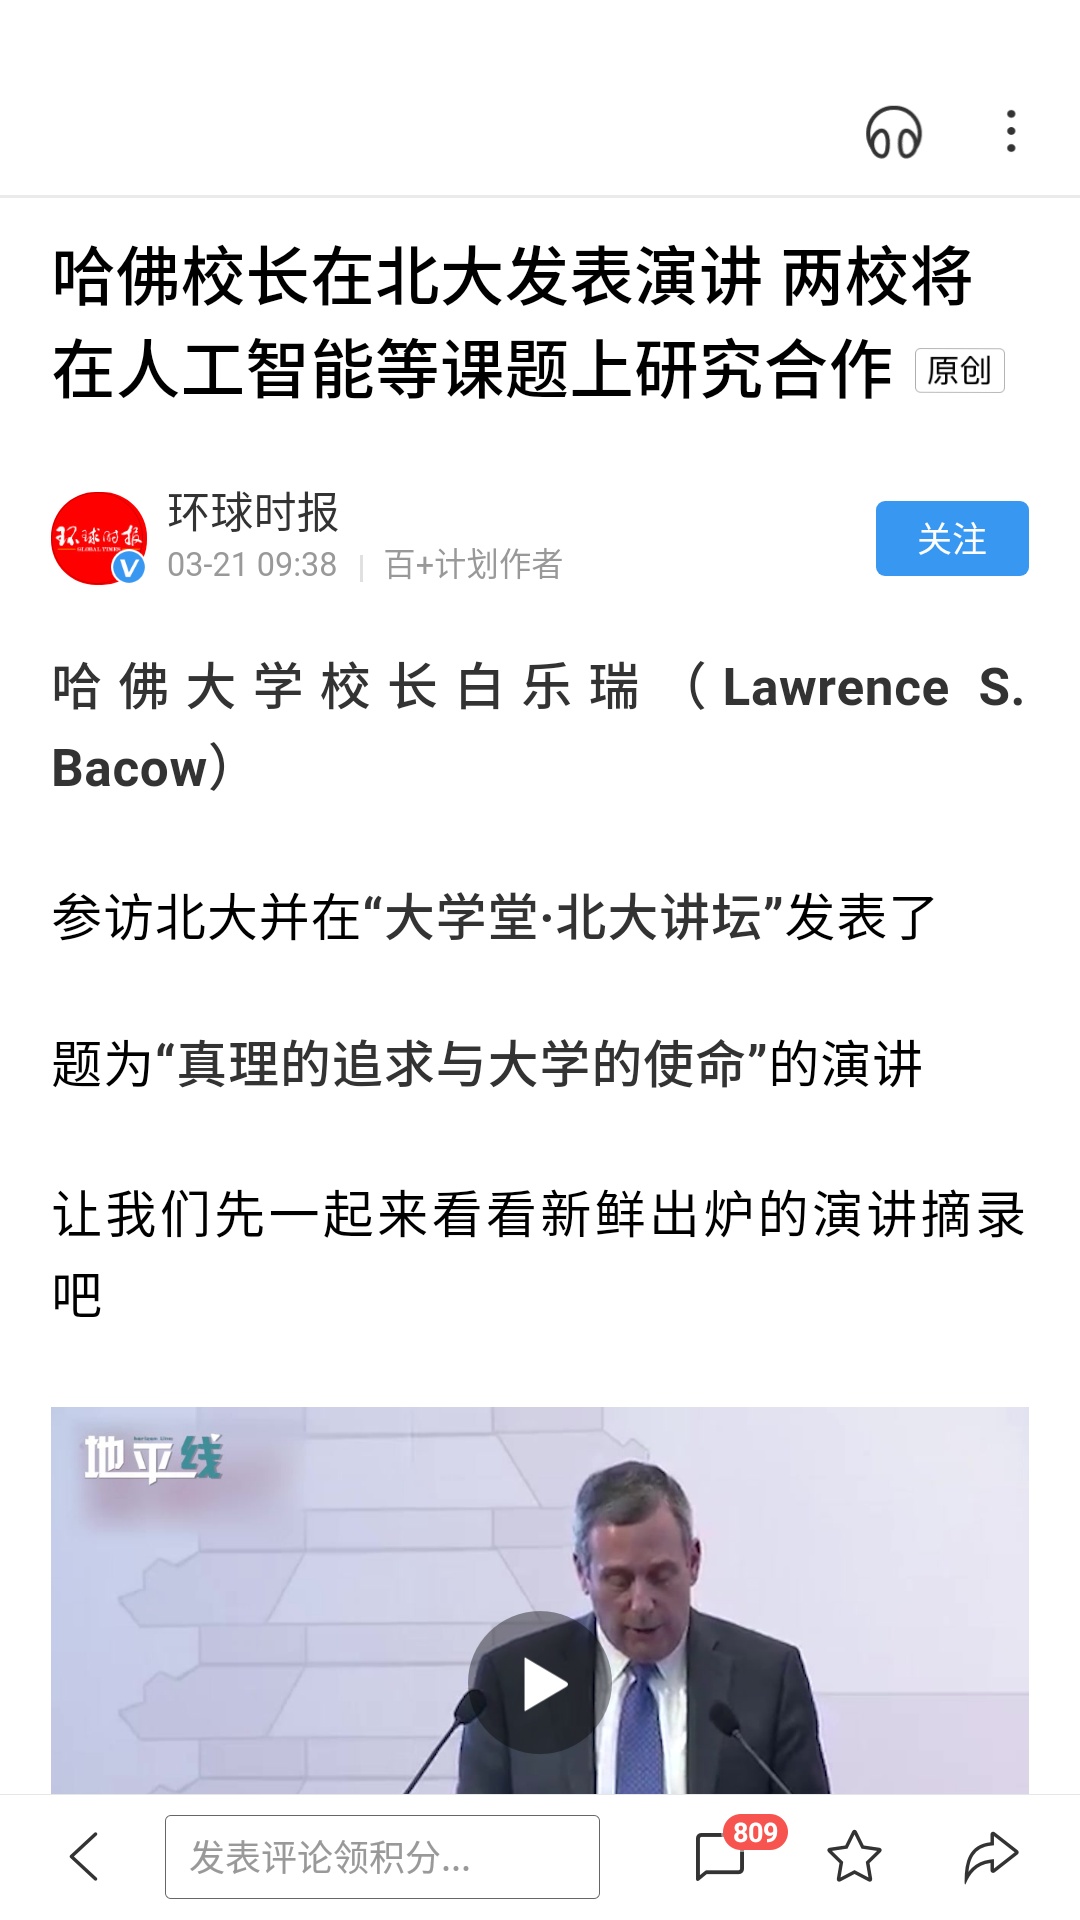 哈佛校长在北大发表演讲 两校将
在人工智能等课题上研究合作 原创
环球时报
GLOBAL TIMES
V
环球时报
03-21 09:38 | 百+计划作者
关注
哈佛大学校长白乐瑞（Lawrence S.
Bacow）
参访北大并在“大学堂·北大讲坛”发表了
题为“真理的追求与大学的使命”的演讲
让我们先一起来看看新鲜出炉的演讲摘录
吧
地平线
发表评论领积分...
809